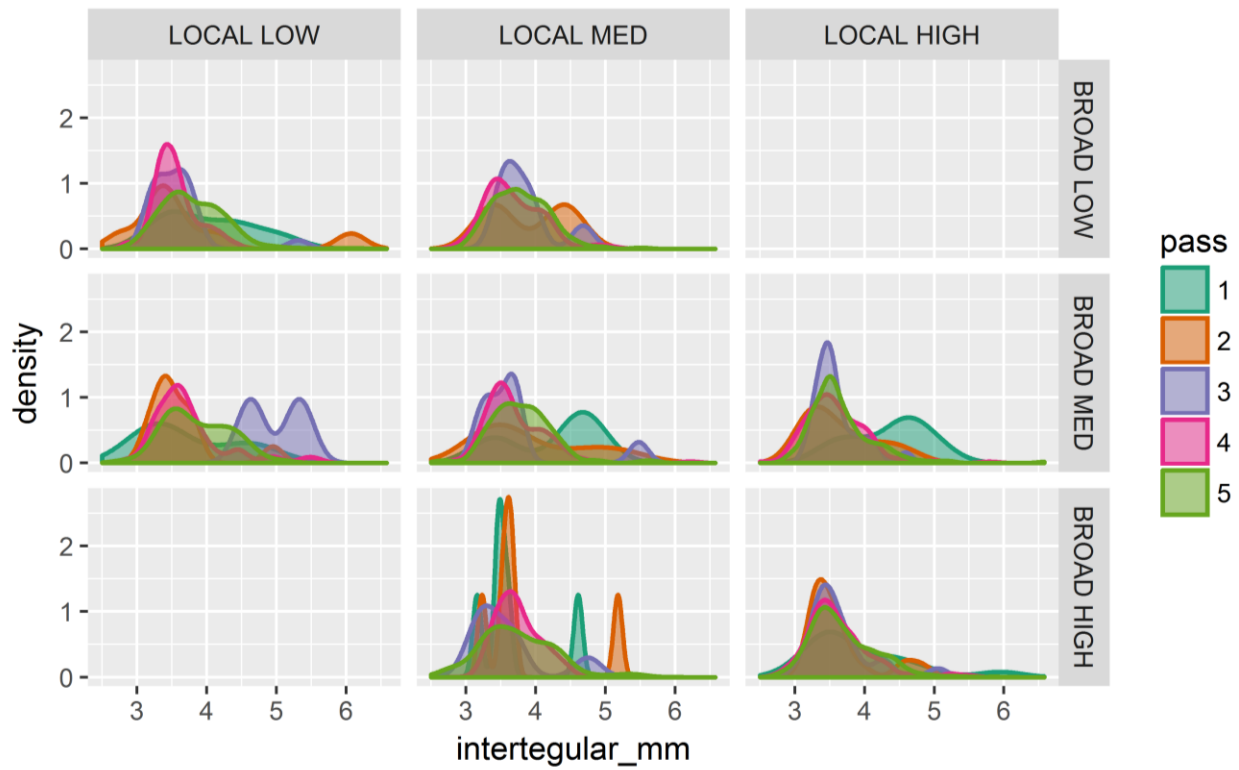 LOCAL LOW
LOCAL MED
LOCAL HIGH
BROAD LOW
BROAD MED
BROAD HIGH
density
2
1
0
2
1
0
2
1
0
3 4 5 6
3 4 5 6
3 4 5 6
intertegular_mm
pass
1
2
3
4
5